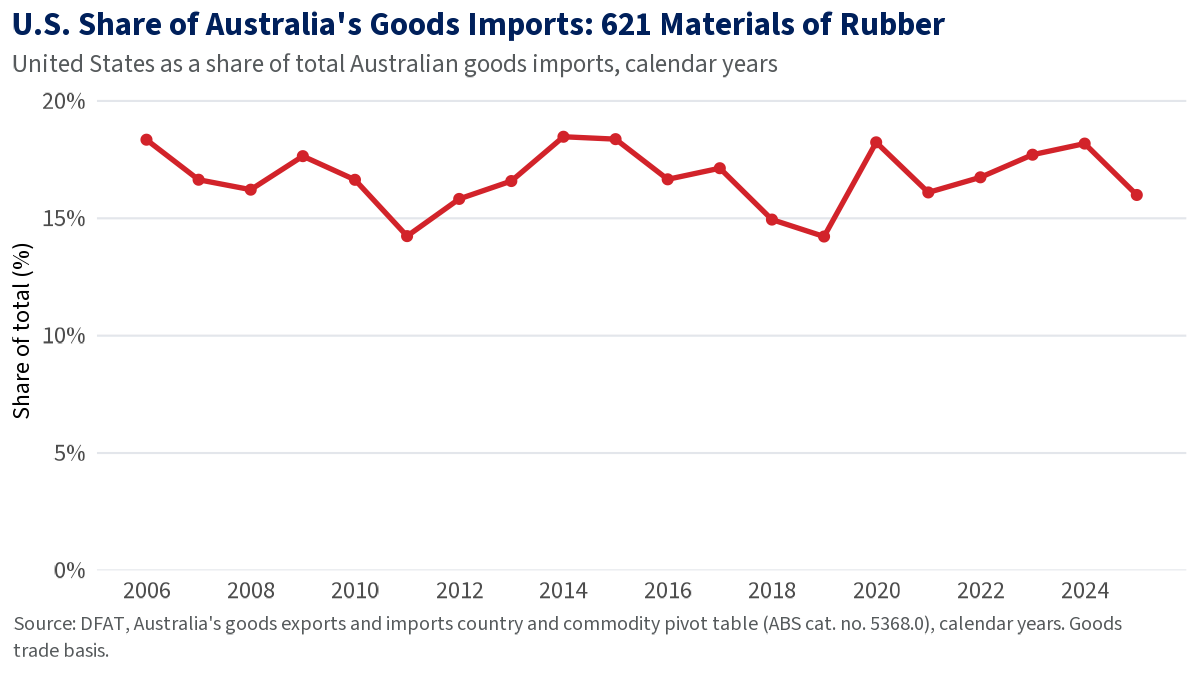 U.S. Share of Australia's Goods Imports: 621 Materials of Rubber
United States as a share of total Australian goods imports, calendar years
20%
15%
10%
5%
0%
Share of total (%)
2006 2008 2010 2012 2014 2016 2018 2020 2022 2024
Source: DFAT, Australia's goods exports and imports country and commodity pivot table (ABS cat. no. 5368.0), calendar years. Goods
trade basis.